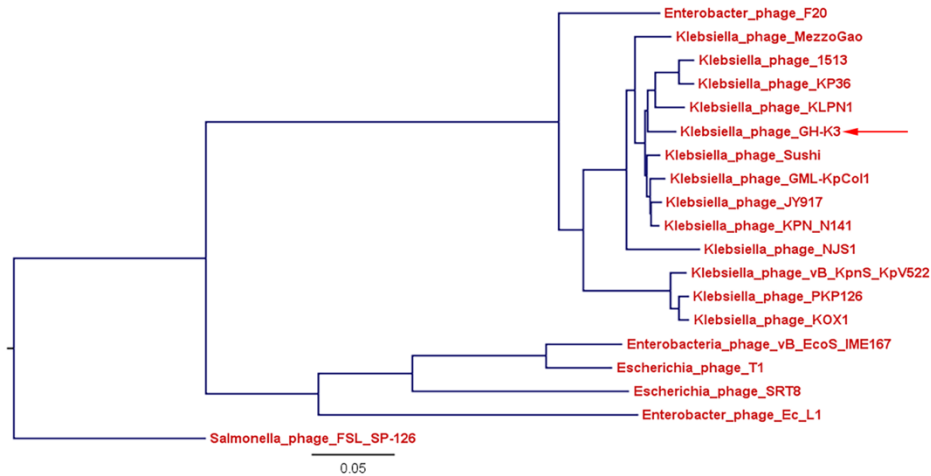 Enterobacter_phage_F20
Klebsiella_phage_MezzoGao
Klebsiella_phage_1513
Klebsiella_phage_KP36
Klebsiella_phage_KLPN1
Klebsiella_phage_GH-K3
Klebsiella_phage_Sushi
Klebsiella_phage_GML-KpCol1
Klebsiella_phage_JY917
Klebsiella_phage_KPN_N141
Klebsiella_phage_NJS1
Klebsiella_phage_vB_KpnS_KpV522
Klebsiella_phage_PKP126
Klebsiella_phage_KOX1
Enterobacteria_phage_vB_EcoS_IME167
Escherichia_phage_T1
Escherichia_phage_SRT8
Enterobacter_phage_Ec_L1
Salmonella_phage_FSL_SP-126
0.05